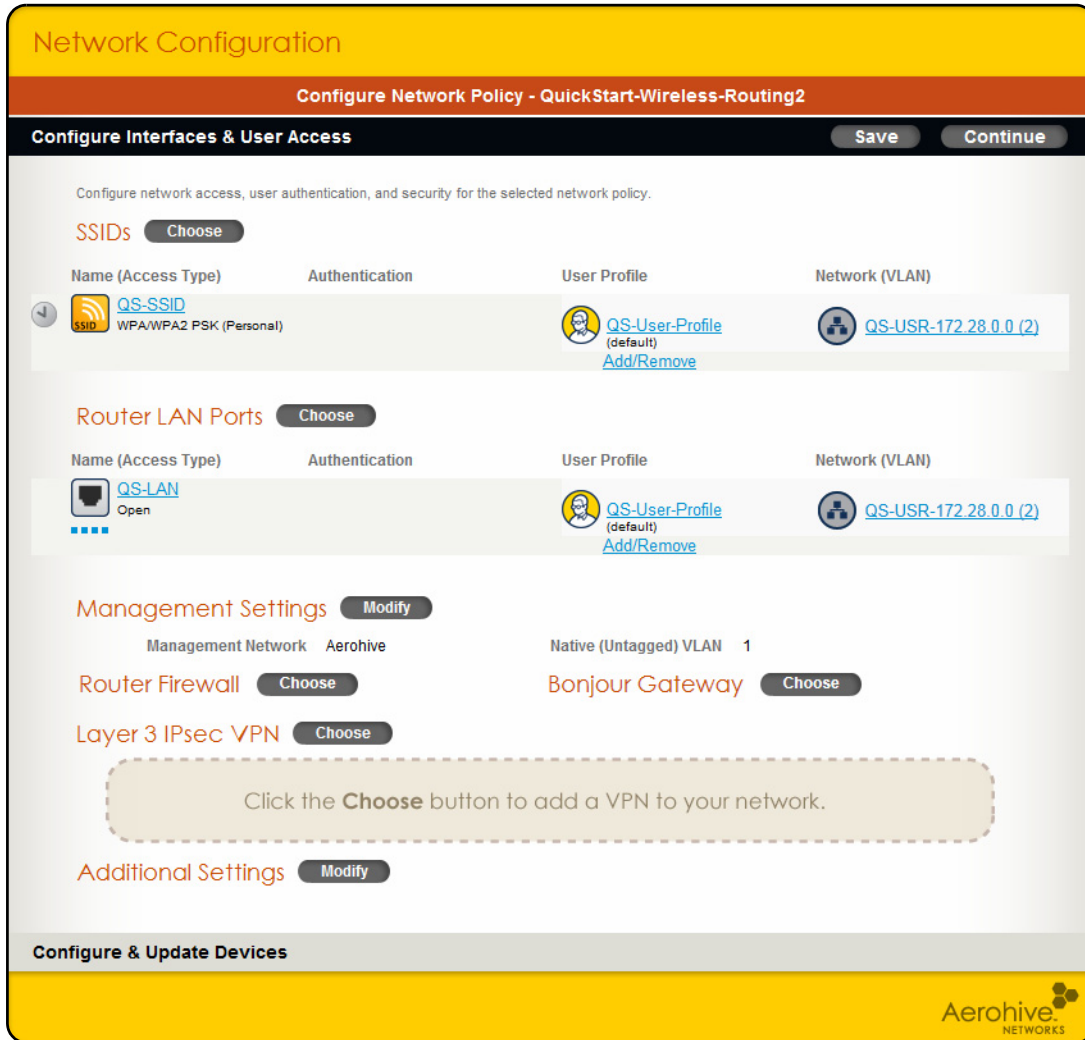 Network Configuration
Configure Network Policy - QuickStart-Wireless-Routing2
Configure Interfaces & User Access Save Continue
Configure network access, user authentication, and security for the selected network policy.
SSIDs Choose
Name (Access Type) Authentication User Profile Network (VLAN)
SSID QS-SSID QS-User-Profile QS-USR-172.28.0.0 (2)
WPA/WPA2 PSK (Personal) (default)
Add/Remove
Router LAN Ports Choose
Name (Access Type) Authentication User Profile Network (VLAN)
QS-LAN QS-User-Profile QS-USR-172.28.0.0 (2)
Open (default)
Add/Remove
Management Settings Modify
Management Network Aerohive Native (Untagged) VLAN 1
Router Firewall Choose Bonjour Gateway Choose
Layer 3 IPsec VPN Choose
Click the Choose button to add a VPN to your network.
Additional Settings Modify
Configure & Update Devices
Aerohive
NETWORKS